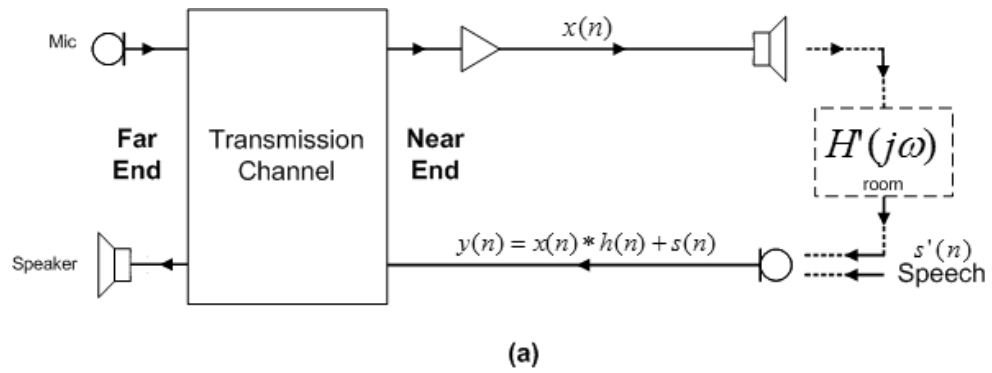 Mic
x(n)
Far
End
Transmission
Channel
Near
End
H'(jω)
room
Speaker
y(n) = x(n)*h(n)+s(n)
s'(n)
Speech
(a)